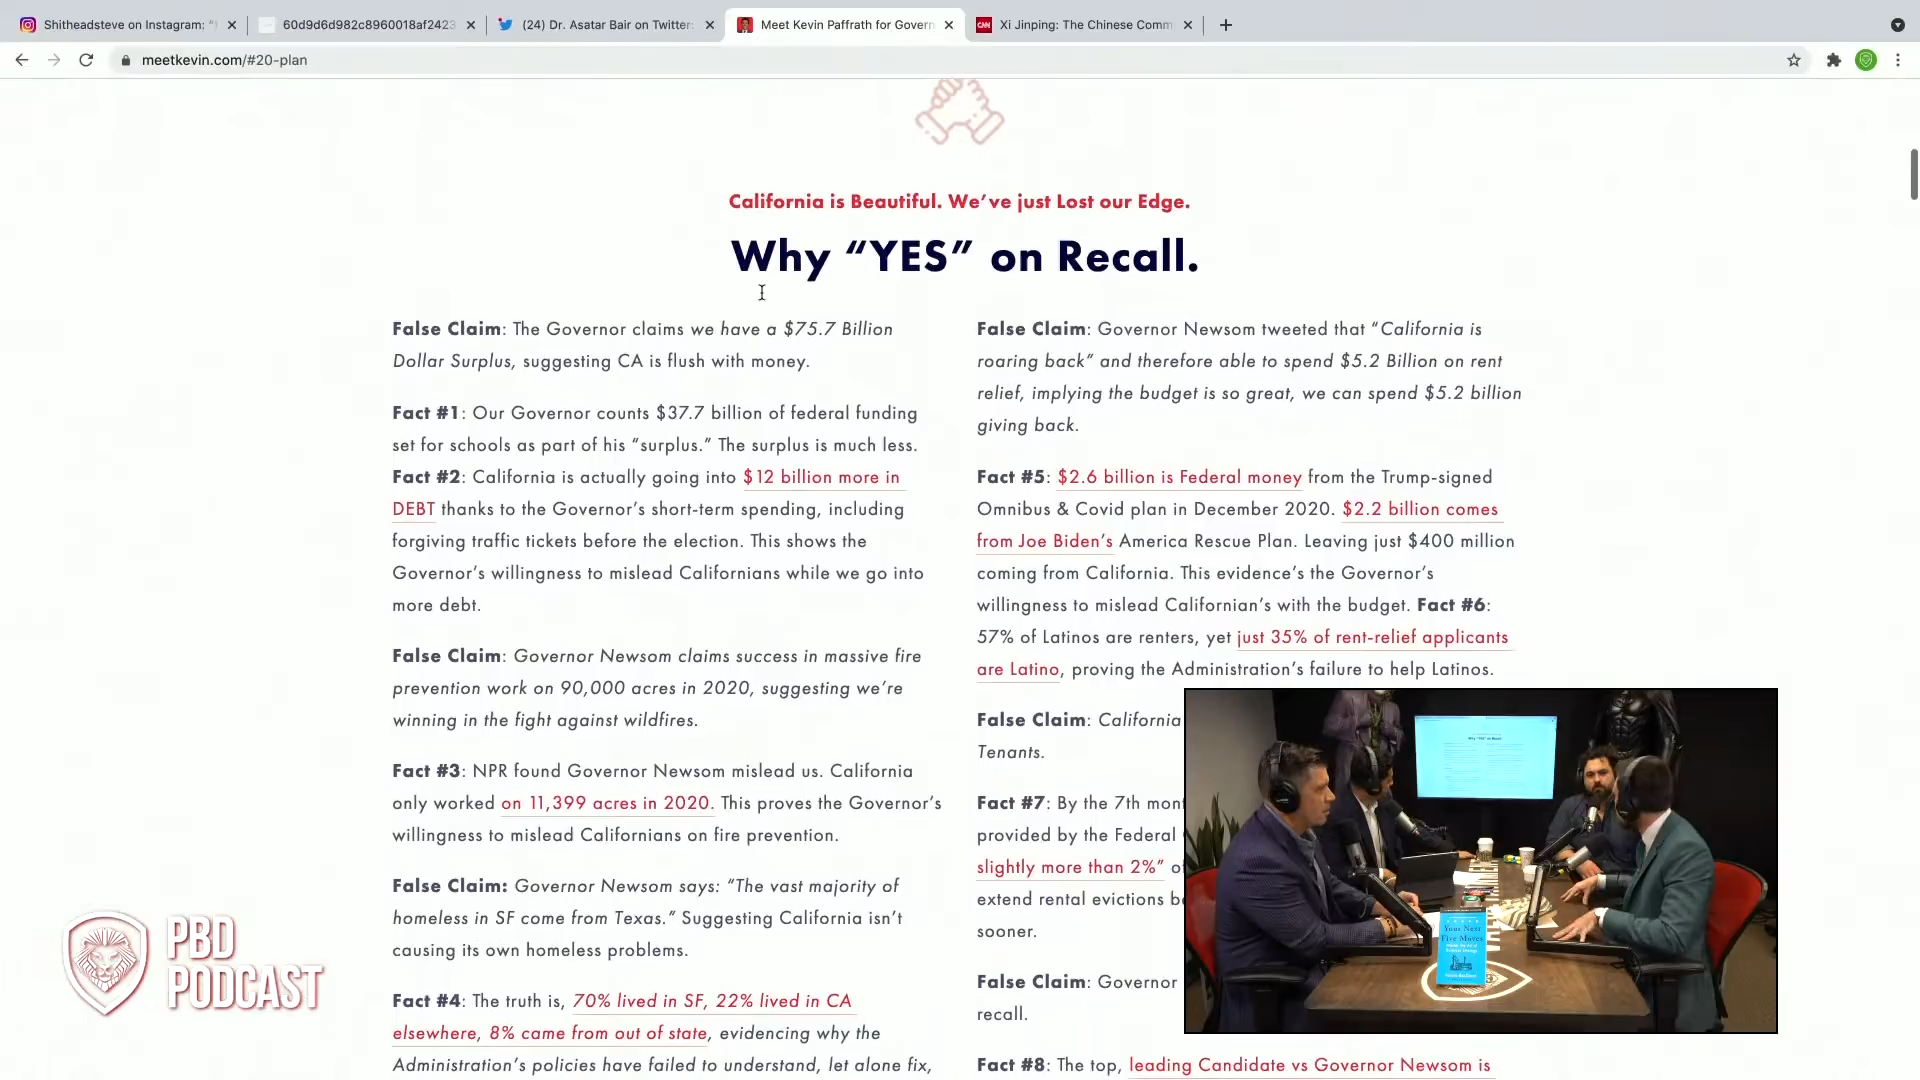 Shitheadsteve on Instagram: "
60d9d6d982c8960018af2423
(24) Dr. Asatar Bair on Twitter:
Meet Kevin Paffrath for Govern
CNN
Xi Jinping: The Chinese Comm
meetkevin.com/#20-plan
California is Beautiful. We've just Lost our Edge.
Why “YES” on Recall.
False Claim: The Governor claims we have a $75.7 Billion
Dollar Surplus, suggesting CA is flush with money.
Fact #1: Our Governor counts $37.7 billion of federal funding
set for schools as part of his “surplus.” The surplus is much less.
Fact #2: California is actually going into $12 billion more in
DEBT thanks to the Governor’s short-term spending, including
forgiving traffic tickets before the election. This shows the
Governor’s willingness to mislead Californians while we go into
more debt.
False Claim: Governor Newsom claims success in massive fire
prevention work on 90,000 acres in 2020, suggesting we’re
winning in the fight against wildfires.
Fact #3: NPR found Governor Newsom mislead us. California
only worked on 11,399 acres in 2020. This proves the Governor’s
willingness to mislead Californians on fire prevention.
False Claim: Governor Newsom says: “The vast majority of
homeless in SF come from Texas.” Suggesting California isn’t
causing its own homeless problems.
Fact #4: The truth is, 70% lived in SF, 22% lived in CA
elsewhere, 8% came from out of state, evidencing why the
Administration’s policies have failed to understand, let alone fix,
False Claim: Governor Newsom tweeted that “California is
roaring back” and therefore able to spend $5.2 Billion on rent
relief, implying the budget is so great, we can spend $5.2 billion
giving back.
Fact #5: $2.6 billion is Federal money from the Trump-signed
Omnibus & Covid plan in December 2020. $2.2 billion comes
from Joe Biden’s America Rescue Plan. Leaving just $400 million
coming from California. This evidence’s the Governor’s
willingness to mislead Californian’s with the budget. Fact #6:
57% of Latinos are renters, yet just 35% of rent-relief applicants
are Latino, proving the Administration’s failure to help Latinos.
False Claim: California
Tenants.
Fact #7: By the 7th mont
provided by the Federal
slightly more than 2%” o
extend rental evictions be
sooner.
False Claim: Governor
recall.
Fact #8: The top, leading Candidate vs Governor Newsom is
PBD
PODCAST
Why "YES" on Recall
Your Next
Five Moves